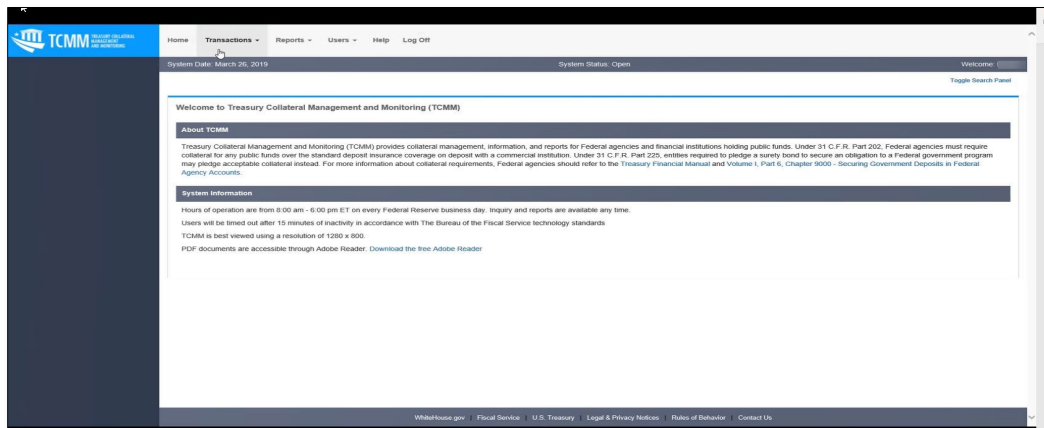 TCMM TREASURY COLLATERAL
MANAGEMENT
AND MONITORING
Home Transactions Reports Users Help Log Off
System Date: March 26, 2019 System Status: Open Welcome:
Toggle Search Panel
Welcome to Treasury Collateral Management and Monitoring (TCMM)
About TCMM
Treasury Collateral Management and Monitoring (TCMM) provides collateral management, information, and reports for Federal agencies and financial institutions holding public funds. Under 31 C.F.R. Part 202, Federal agencies must require
collateral for any public funds over the standard deposit insurance coverage on deposit with a commercial institution. Under 31 C.F.R. Part 225, entities required to pledge a surety bond to secure an obligation to a Federal government program
may pledge acceptable collateral instead. For more information about collateral requirements, Federal agencies should refer to the Treasury Financial Manual and Volume I, Part 6, Chapter 9000 - Securing Government Deposits in Federal
Agency Accounts.
System Information
Hours of operation are from 8:00 am - 6:00 pm ET on every Federal Reserve business day. Inquiry and reports are available any time.
Users will be timed out after 15 minutes of inactivity in accordance with The Bureau of the Fiscal Service technology standards
TCMM is best viewed using a resolution of 1280 x 800.
PDF documents are accessible through Adobe Reader. Download the free Adobe Reader
WhiteHouse.gov | Fiscal Service | U.S. Treasury | Legal & Privacy Notices | Rules of Behavior | Contact Us